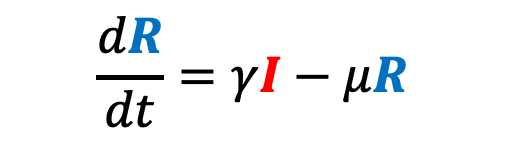 dR/dt = γI − μR